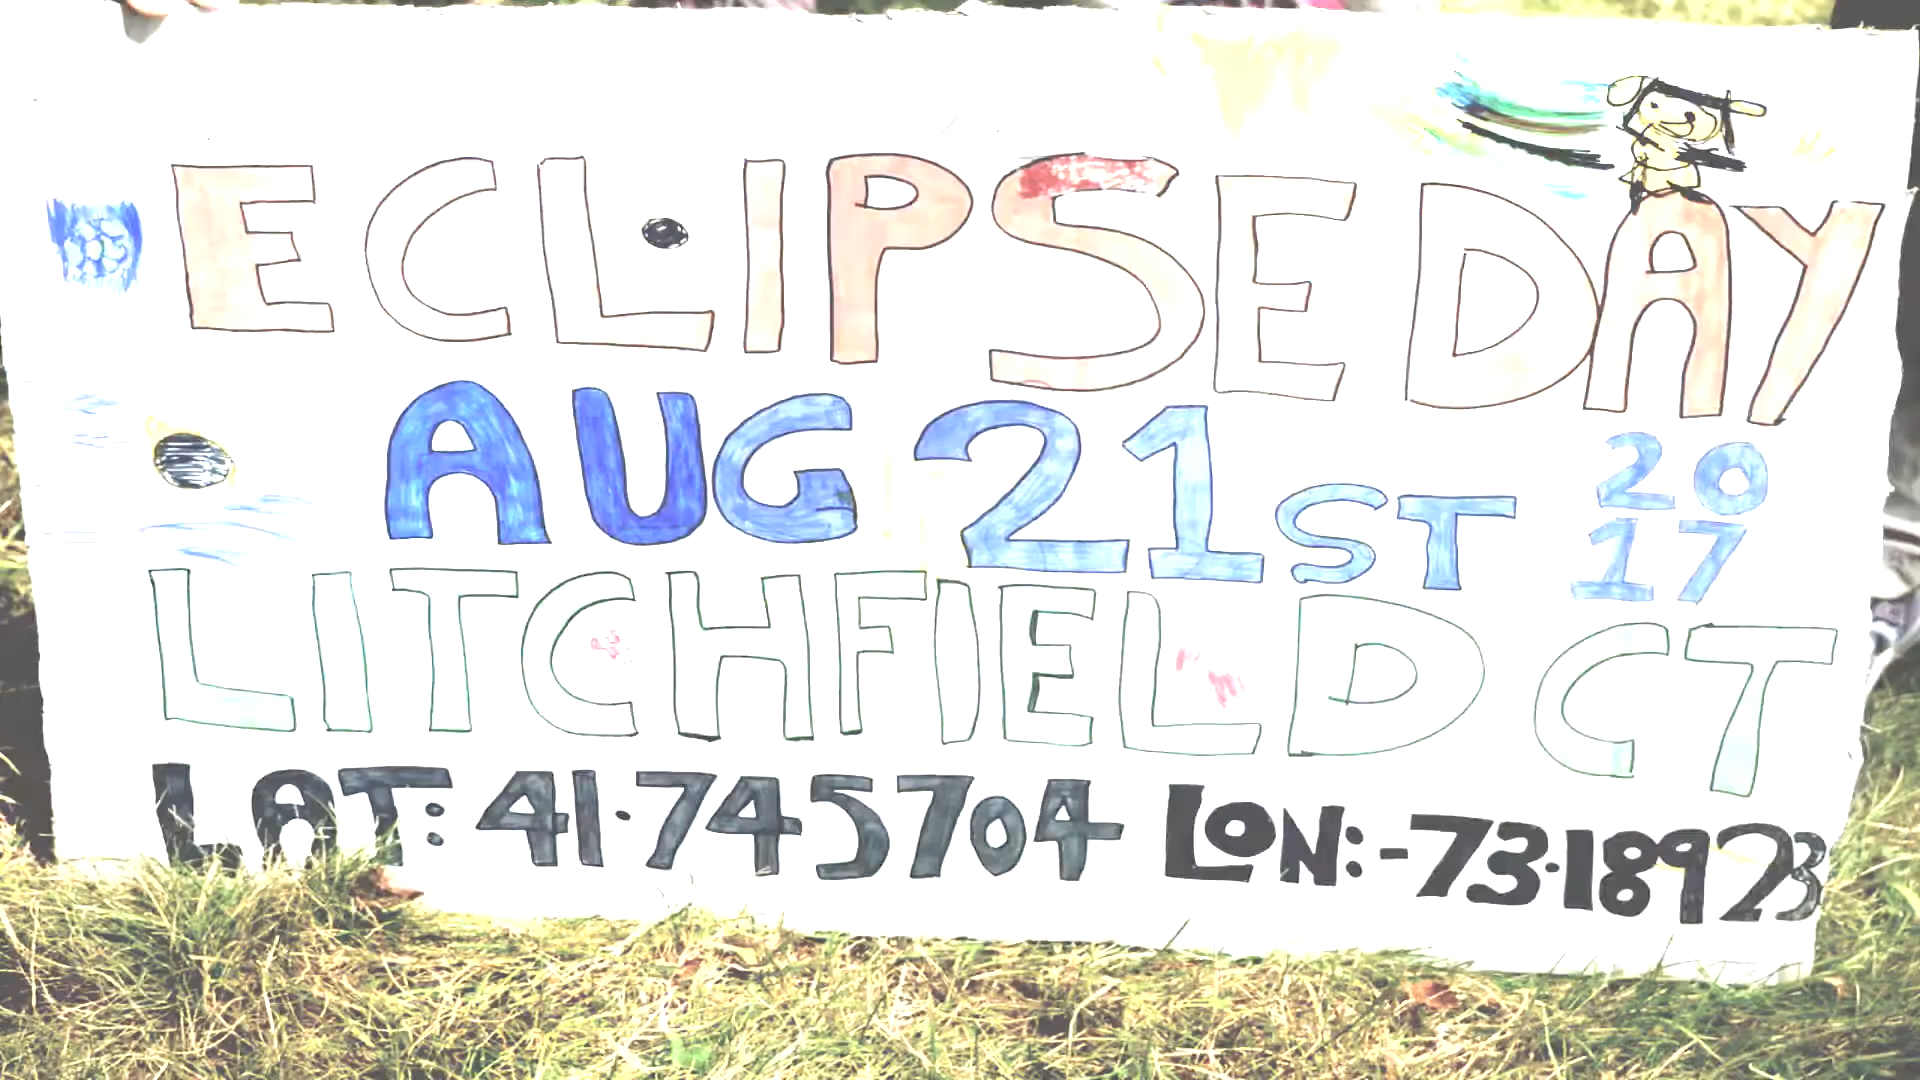 ECLIPSE DAY
AUG 21ST 2017
LITCHFIELD CT
LAT: 41.745704 LON: -73.18923